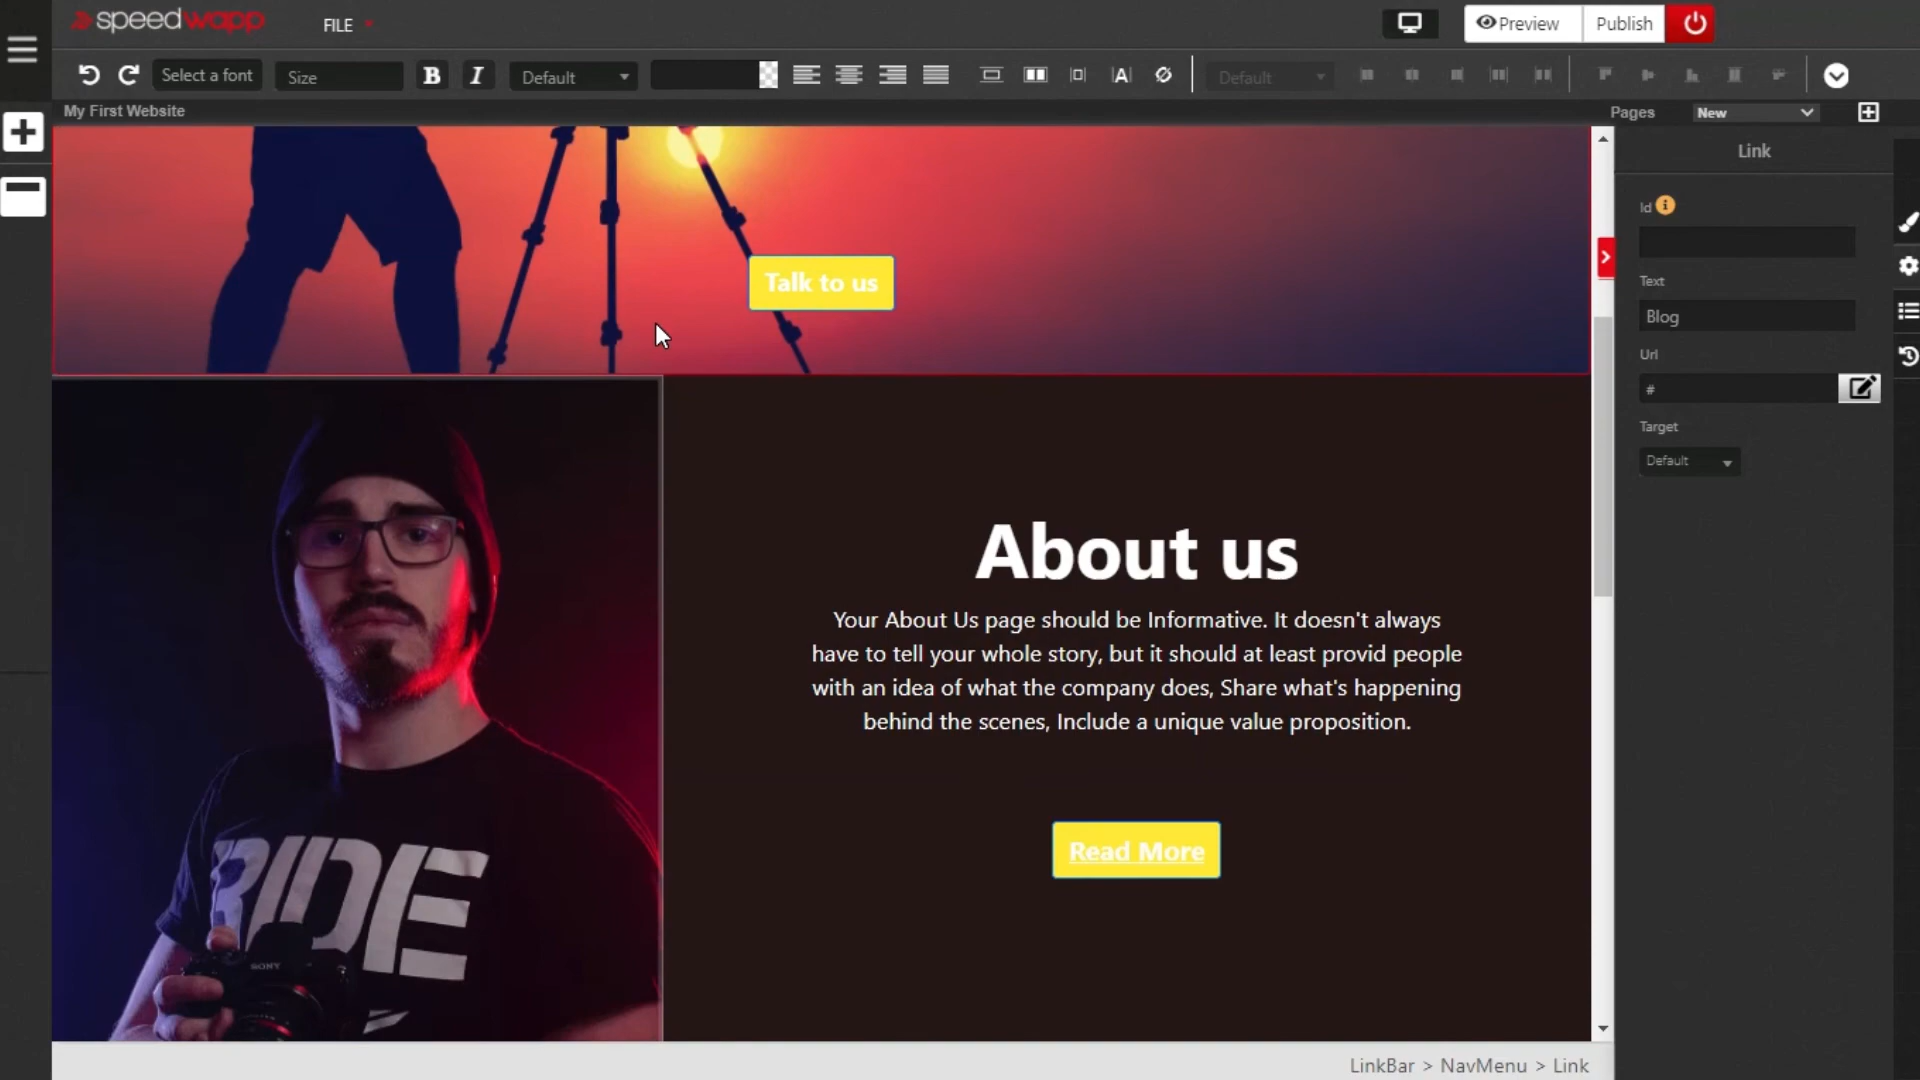 speedwapp
FILE
Preview
Publish
Select a font
Size
B
I
Default
A
Default
My First Website
Pages
New
Link
Id
Text
Blog
Url
#
Target
Default
Talk to us
About us
Your About Us page should be Informative. It doesn't always
have to tell your whole story, but it should at least provid people
with an idea of what the company does, Share what's happening
behind the scenes, Include a unique value proposition.
Read More
RIDE
SONY
LinkBar > NavMenu > Link